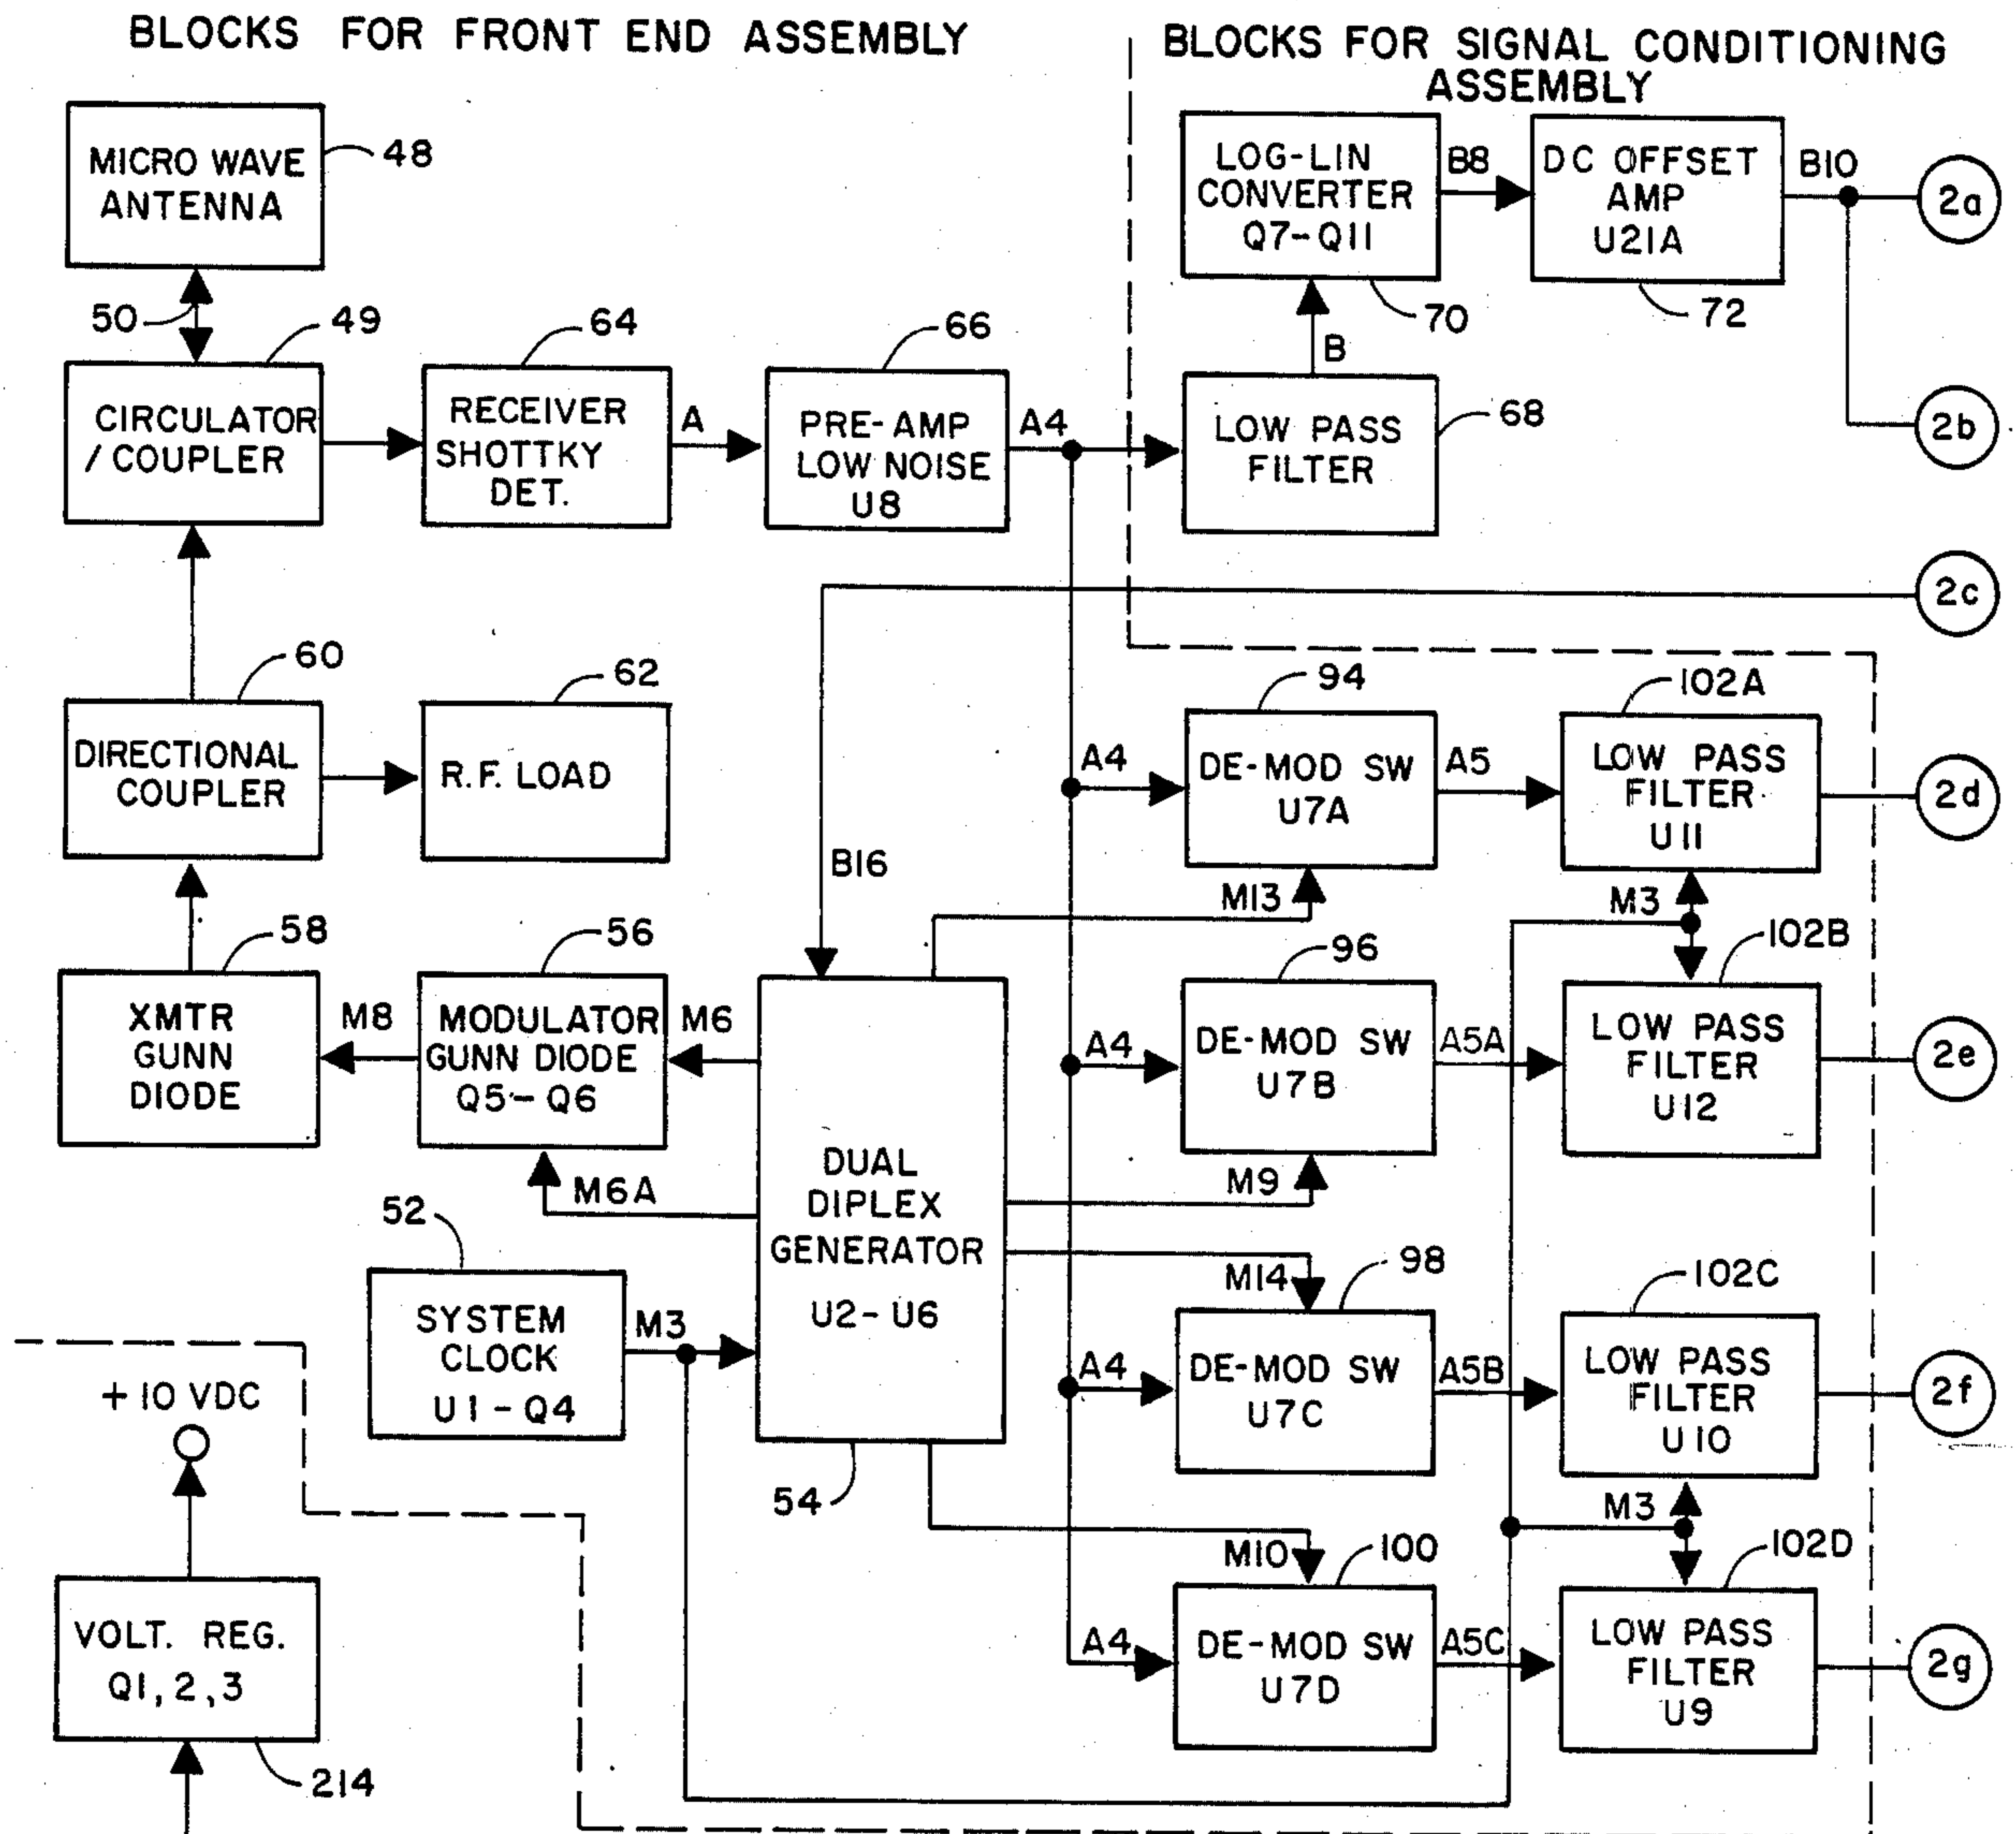 BLOCKS FOR FRONT END ASSEMBLY
BLOCKS FOR SIGNAL CONDITIONING
ASSEMBLY
MICRO WAVE
ANTENNA
48
50
49
CIRCULATOR
/ COUPLER
64
RECEIVER
SHOTTKY
DET.
A
66
PRE-AMP
LOW NOISE
U8
A4
LOG-LIN
CONVERTER
Q7-Q11
70
B8
DC OFFSET
AMP
U21A
72
B10
2a
2b
B
LOW PASS
FILTER
68
2c
60
DIRECTIONAL
COUPLER
62
R.F. LOAD
B16
A4
94
DE-MOD SW
U7A
A5
102A
LOW PASS
FILTER
U11
2d
M13
M3
58
XMTR
GUNN
DIODE
M8
56
MODULATOR
GUNN DIODE
Q5-Q6
M6
M6A
DUAL
DIPLEX
GENERATOR
U2-U6
54
A4
96
DE-MOD SW
U7B
A5A
102B
LOW PASS
FILTER
U12
2e
M9
52
SYSTEM
CLOCK
U1-Q4
M3
M14
A4
98
DE-MOD SW
U7C
A5B
102C
LOW PASS
FILTER
U10
2f
M3
+10 VDC
VOLT. REG.
Q1, 2, 3
214
M10
A4
100
DE-MOD SW
U7D
A5C
102D
LOW PASS
FILTER
U9
2g